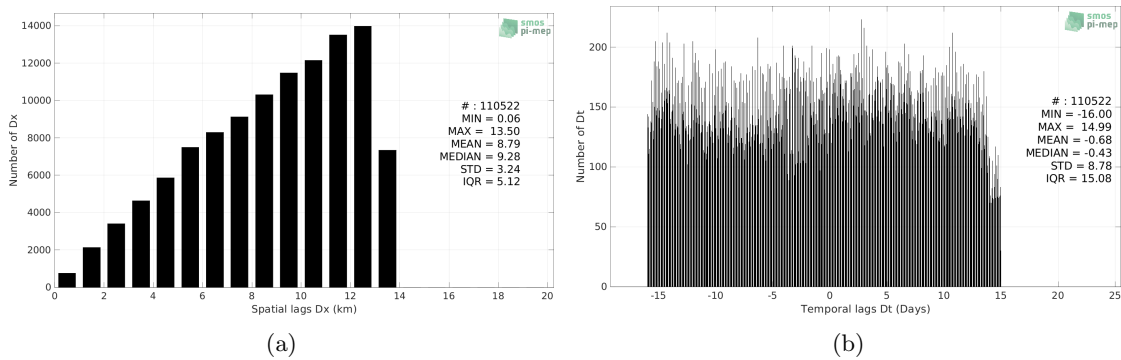 smos
pi-mep
14000
12000
10000
8000
6000
4000
2000
0
Number of Dx
# : 110522
MIN = 0.06
MAX = 13.50
MEAN = 8.79
MEDIAN = 9.28
STD = 3.24
IQR = 5.12
0 2 4 6 8 10 12 14 16 18 20
Spatial lags Dx (km)
(a)
smos
pi-mep
200
150
100
50
0
Number of Dt
# : 110522
MIN = -16.00
MAX = 14.99
MEAN = -0.68
MEDIAN = -0.43
STD = 8.78
IQR = 15.08
-15 -10 -5 0 5 10 15 20 25
Temporal lags Dt (Days)
(b)